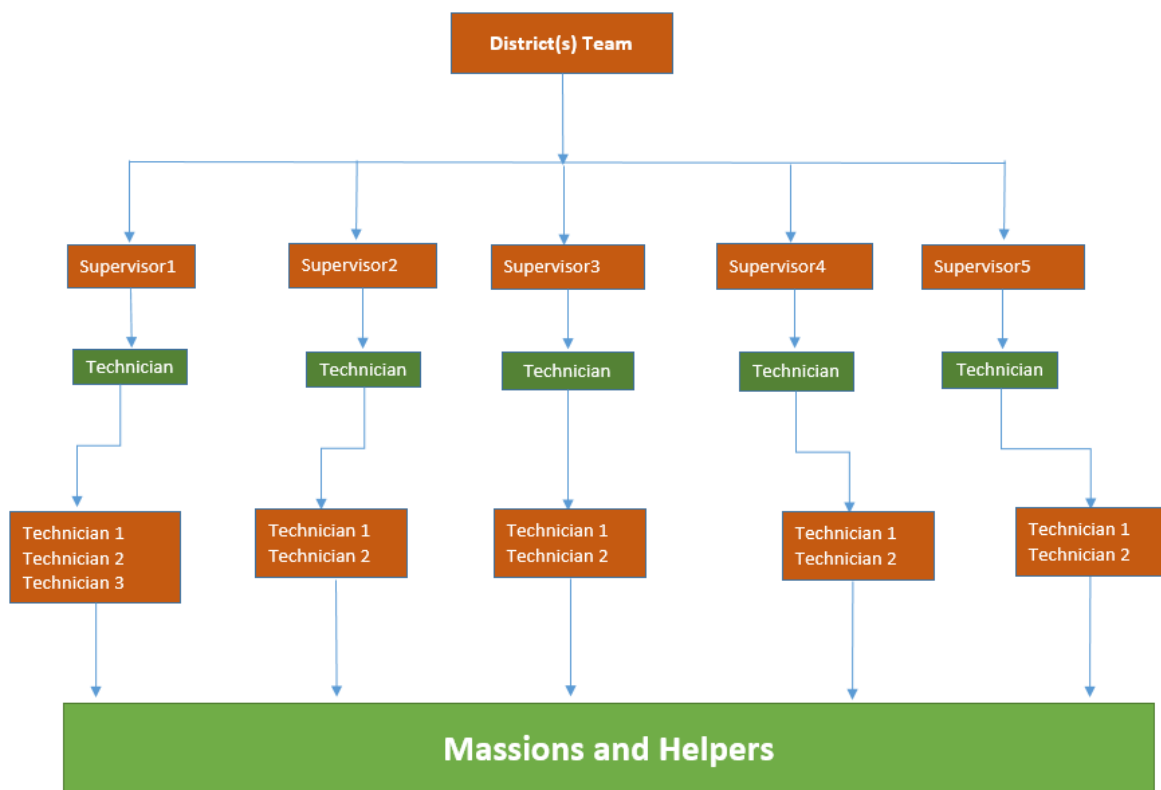 District(s) Team
Supervisor1
Supervisor2
Supervisor3
Supervisor4
Supervisor5
Technician
Technician
Technician
Technician
Technician
Technician 1
Technician 2
Technician 3
Technician 1
Technician 2
Technician 1
Technician 2
Technician 1
Technician 2
Technician 1
Technician 2
Massions and Helpers